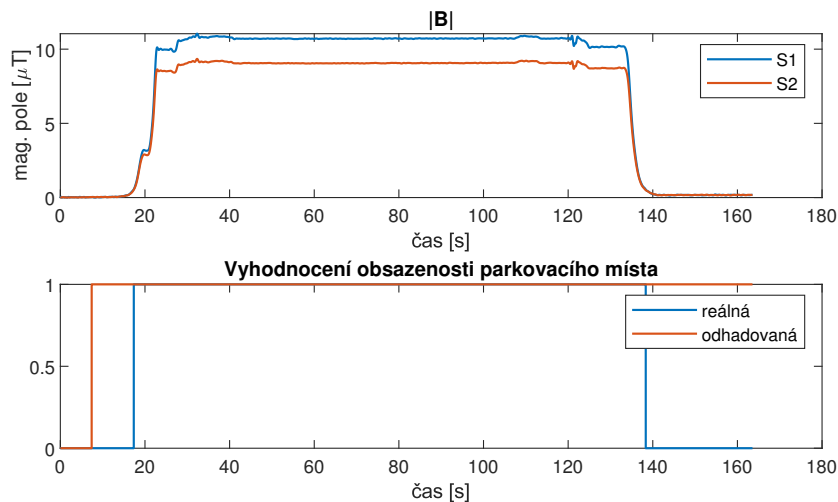 |B|
mag. pole [μT]
10
5
0
S1
S2
0 20 40 60 80 100 120 140 160 180
čas [s]
Vyhodnocení obsazenosti parkovacího místa
1
0.5
0
reálná
odhadovaná
0 20 40 60 80 100 120 140 160 180
čas [s]